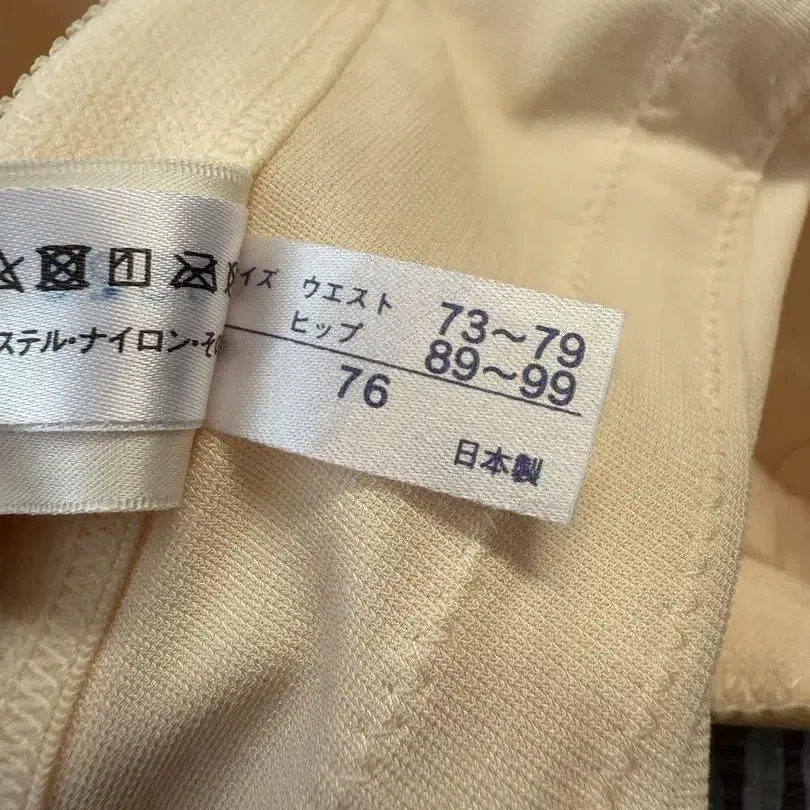 ステル・ナイロン・そ
イズ ウエスト 73～79
ヒップ 89～99
76
日本製